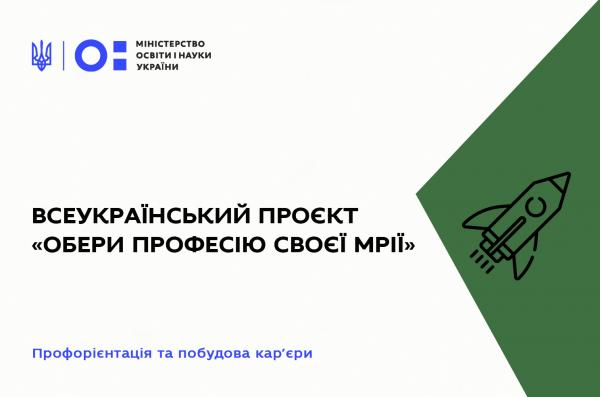 МІНІСТЕРСТВО
ОСВІТИ І НАУКИ
УКРАЇНИ
ВСЕУКРАЇНСЬКИЙ ПРОЄКТ
«ОБЕРИ ПРОФЕСІЮ СВОЄЇ МРІЇ»
Профорієнтація та побудова кар’єри